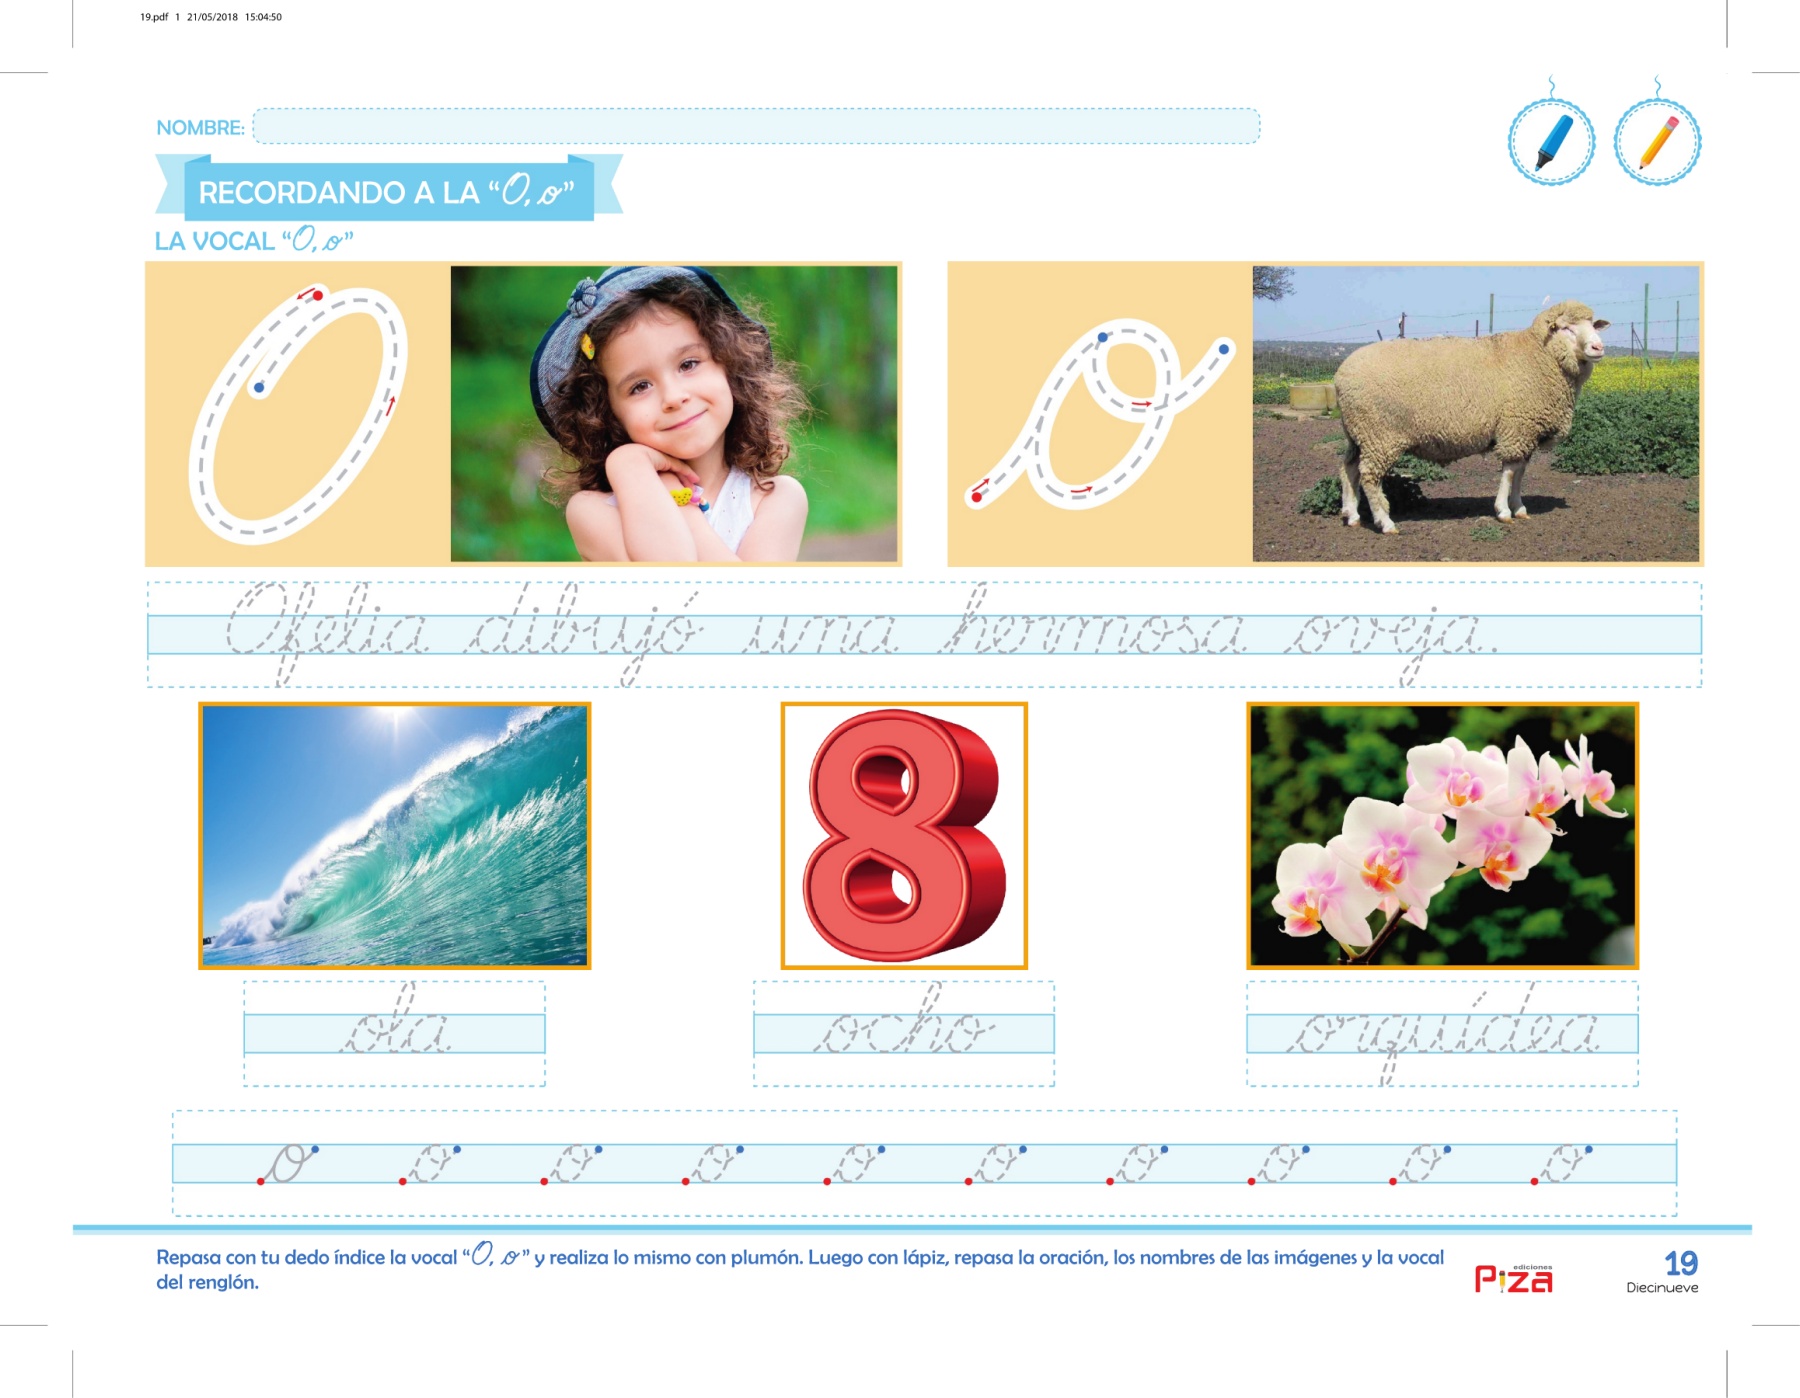 19.pdf 1 21/05/2018 15:04:50
NOMBRE:
RECORDANDO A LA “O, o”
LA VOCAL “O, o”
O
o
Ofelia dibujó una hermosa oveja.
8
ola
ocho
orquídea
o o o o o o o o o o
Repasa con tu dedo índice la vocal “O, o” y realiza lo mismo con plumón. Luego con lápiz, repasa la oración, los nombres de las imágenes y la vocal
del renglón.
ediciones
Piza
19
Diecinueve